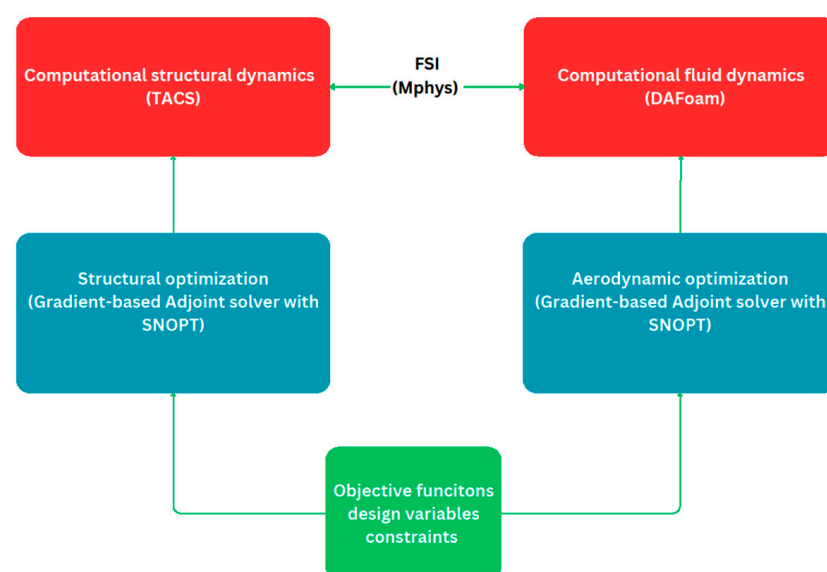 Computational structural dynamics
(TACS)
FSI
(Mphys)
Computational fluid dynamics
(DAFoam)
Structural optimization
(Gradient-based Adjoint solver with
SNOPT)
Aerodynamic optimization
(Gradient-based Adjoint solver with
SNOPT)
Objective funcitons
design variables
constraints